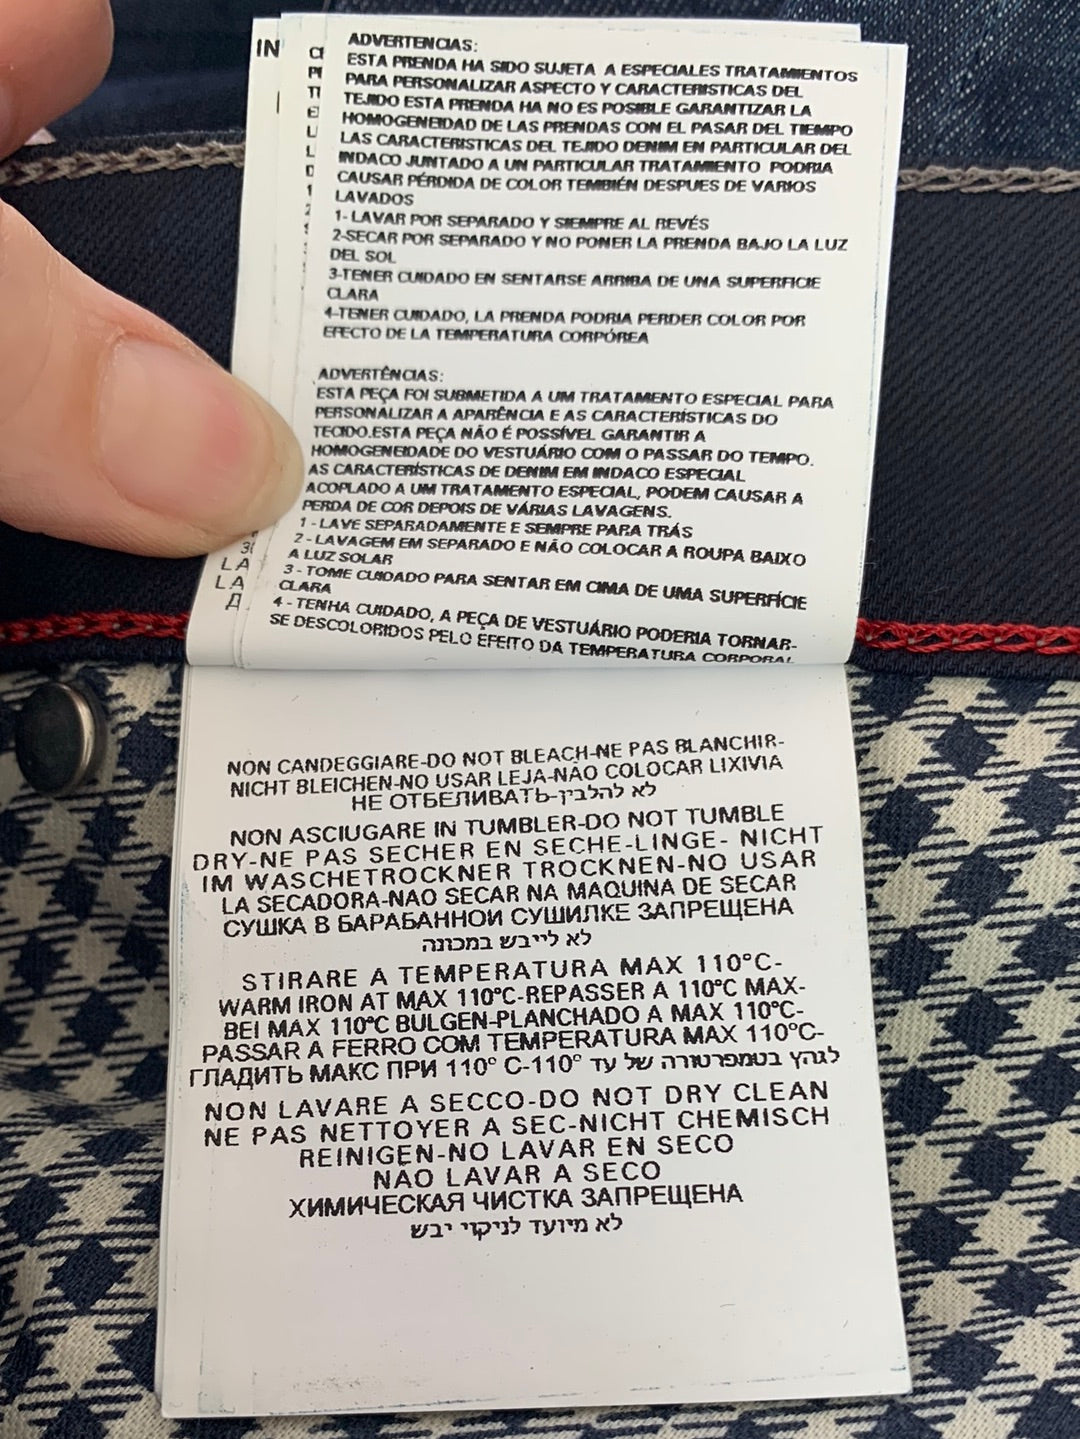 IN
ADVERTENCIAS:
ESTA PRENDA HA SIDO SUJETA A ESPECIALES TRATAMIENTOS
PARA PERSONALIZAR ASPECTO Y CARACTERISTICAS DEL
TEJIDO ESTA PRENDA HA NO ES POSIBLE GARANTIZAR LA
HOMOGENEIDAD DE LAS PRENDAS CON EL PASAR DEL TIEMPO
LAS CARACTERISTICAS DEL TEJIDO DENIM EN PARTICULAR DEL
INDACO JUNTADO A UN PARTICULAR TRATAMIENTO PODRIA
CAUSAR PÉRDIDA DE COLOR TEMBIÉN DESPUES DE VARIOS
LAVADOS
1- LAVAR POR SEPARADO Y SIEMPRE AL REVÉS
2-SECAR POR SEPARADO Y NO PONER LA PRENDA BAJO LA LUZ
DEL SOL
3-TENER CUIDADO EN SENTARSE ARRIBA DE UNA SUPERFICIE
CLARA
4-TENER CUIDADO, LA PRENDA PODRIA PERDER COLOR POR
EFECTO DE LA TEMPERATURA CORPÓREA
ADVERTÊNCIAS:
ESTA PEÇA FOI SUBMETIDA A UM TRATAMENTO ESPECIAL PARA
PERSONALIZAR A APARÊNCIA E AS CARACTERÍSTICAS DO
TECIDO.ESTA PEÇA NÃO É POSSÍVEL GARANTIR A
HOMOGENEIDADE DO VESTUÁRIO COM O PASSAR DO TEMPO.
AS CARACTERÍSTICAS DE DENIM EM INDACO ESPECIAL
ACOPLADO A UM TRATAMENTO ESPECIAL, PODEM CAUSAR A
PERDA DE COR DEPOIS DE VÁRIAS LAVAGENS.
1 - LAVE SEPARADAMENTE E SEMPRE PARA TRÁS
2 - LAVAGEM EM SEPARADO E NÃO COLOCAR A ROUPA BAIXO
A LUZ SOLAR
3 - TOME CUIDADO PARA SENTAR EM CIMA DE UMA SUPERFÍCIE
CLARA
4 - TENHA CUIDADO, A PEÇA DE VESTUÁRIO PODERIA TORNAR-
SE DESCOLORIDOS PELO EFEITO DA TEMPERATURA CORPORAL
LA
LA
NON CANDEGGIARE-DO NOT BLEACH-NE PAS BLANCHIR-
NICHT BLEICHEN-NO USAR LEJA-NÃO COLOCAR LIXIVIA
НЕ ОТБЕЛИВАТЬ-לא להלבין
NON ASCIUGARE IN TUMBLER-DO NOT TUMBLE
DRY-NE PAS SECHER EN SECHE-LINGE- NICHT
IM WASCHETROCKNER TROCKNEN-NO USAR
LA SECADORA-NAO SECAR NA MAQUINA DE SECAR
СУШКА В БАРАБАННОИ СУШИЛКЕ ЗАПРЕЩЕНА
לא לייבש במכונה
STIRARE A TEMPERATURA MAX 110°C-
WARM IRON AT MAX 110°C-REPASSER A 110°C MAX-
BEI MAX 110°C BULGEN-PLANCHADO A MAX 110°C-
PASSAR A FERRO COM TEMPERATURA MAX 110°C-
ГЛАДИТЬ МАКС ПРИ 110° C-110° לגהץ בטמפרטורה של עד
NON LAVARE A SECCO-DO NOT DRY CLEAN
NE PAS NETTOYER A SEC-NICHT CHEMISCH
REINIGEN-NO LAVAR EN SECO
NÃO LAVAR A SECO
ХИМИЧЕСКАЯ ЧИСТКА ЗАПРЕЩЕНА
לא מיועד לניקוי יבש